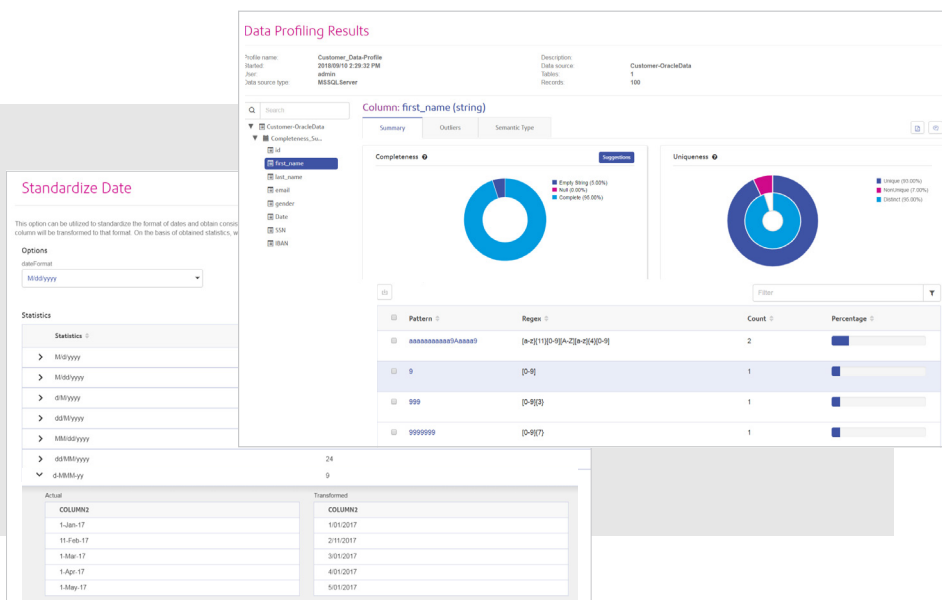 Data Profiling Results
Profile name: Customer_Data-Profile Description:
Started: 2018/09/10 2:29:32 PM Data source: Customer-OracleData
User: admin Tables: 1
Data source type: MSSQLServer Records: 100
Search
Customer-OracleData
Completeness_Su...
id
first_name
last_name
email
gender
Date
SSN
IBAN
Column: first_name (string)
Summary Outliers Semantic Type
Completeness Suggestions
Empty String (5.00%)
Null (0.00%)
Complete (95.00%)
Uniqueness
Unique (93.00%)
NonUnique (7.00%)
Distinct (95.00%)
Filter
Pattern Regex Count Percentage
aaaaaaaaaaa9Aaaaa9 [a-z]{11}[0-9][A-Z][a-z]{4}[0-9] 2
9 [0-9] 1
999 [0-9]{3} 1
9999999 [0-9]{7} 1
Standardize Date
This option can be utilized to standardize the format of dates and obtain consis
column will be transformed to that format. On the basis of obtained statistics, w
Options
dateFormat
M/dd/yyyy
Statistics
Statistics
M/d/yyyy
M/dd/yyyy
d/M/yyyy
dd/M/yyyy
MM/dd/yyyy
dd/MM/yyyy 24
d-MMM-yy 9
Actual Transformed
COLUMN2 COLUMN2
1-Jan-17 1/01/2017
11-Feb-17 2/11/2017
1-Mar-17 3/01/2017
1-Apr-17 4/01/2017
1-May-17 5/01/2017